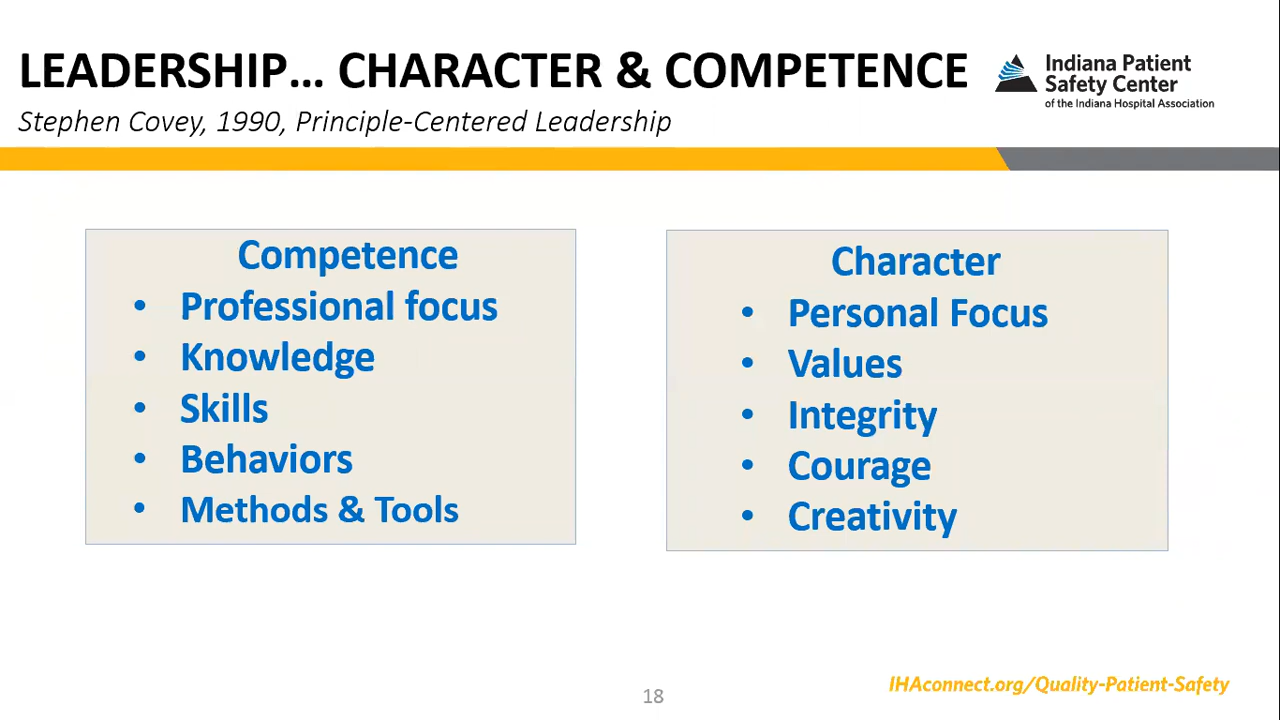 LEADERSHIP... CHARACTER & COMPETENCE
Stephen Covey, 1990, Principle-Centered Leadership
Indiana Patient
Safety Center
of the Indiana Hospital Association
Competence
• Professional focus
• Knowledge
• Skills
• Behaviors
• Methods & Tools
Character
• Personal Focus
• Values
• Integrity
• Courage
• Creativity
18
IHAconnect.org/Quality-Patient-Safety